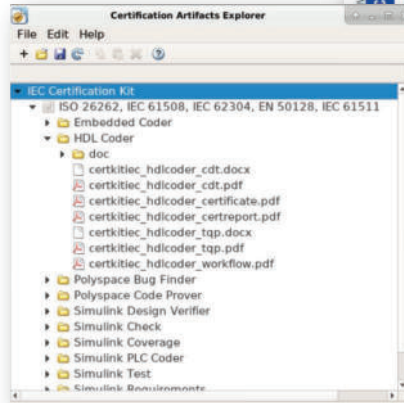 Certification Artifacts Explorer
File Edit Help
IEC Certification Kit
ISO 26262, IEC 61508, IEC 62304, EN 50128, IEC 61511
Embedded Coder
HDL Coder
doc
certkitiec_hdlcoder_cdt.docx
certkitiec_hdlcoder_cdt.pdf
certkitiec_hdlcoder_certificate.pdf
certkitiec_hdlcoder_certreport.pdf
certkitiec_hdlcoder_tqp.docx
certkitiec_hdlcoder_tqp.pdf
certkitiec_hdlcoder_workflow.pdf
Polyspace Bug Finder
Polyspace Code Prover
Simulink Design Verifier
Simulink Check
Simulink Coverage
Simulink PLC Coder
Simulink Test
Simulink Requirements